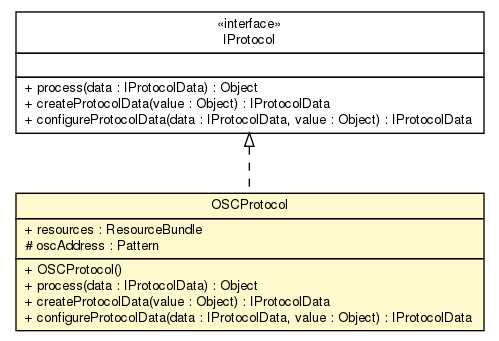 «interface»
IProtocol
+ process(data : IProtocolData) : Object
+ createProtocolData(value : Object) : IProtocolData
+ configureProtocolData(data : IProtocolData, value : Object) : IProtocolData
OSCProtocol
+ resources : ResourceBundle
# oscAddress : Pattern
+ OSCProtocol()
+ process(data : IProtocolData) : Object
+ createProtocolData(value : Object) : IProtocolData
+ configureProtocolData(data : IProtocolData, value : Object) : IProtocolData